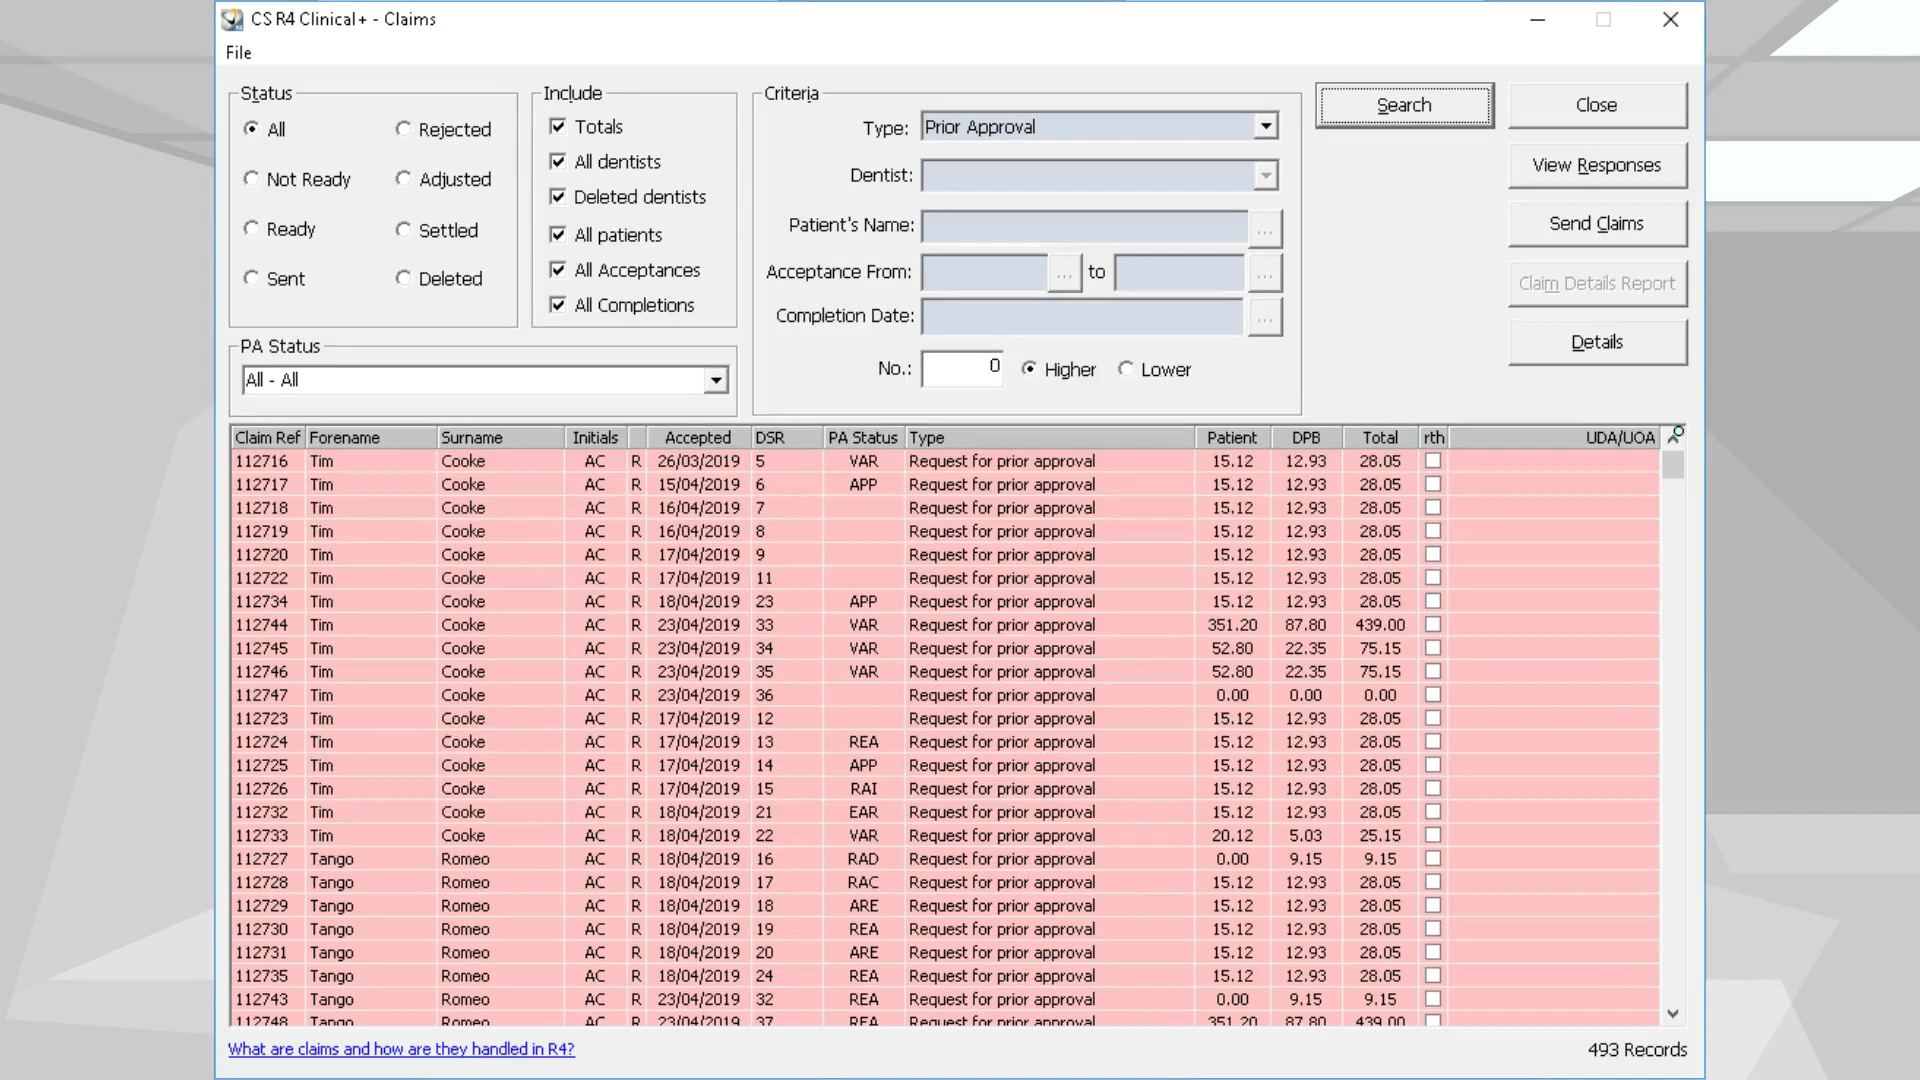 CS R4 Clinical+ - Claims
File
Status
All
Rejected
Not Ready
Adjusted
Ready
Settled
Sent
Deleted
Include
Totals
All dentists
Deleted dentists
All patients
All Acceptances
All Completions
PA Status
All - All
Criteria
Type: Prior Approval
Dentist:
Patient's Name: ...
Acceptance From: ... to ...
Completion Date: ...
No.: 0 Higher Lower
Search
Close
View Responses
Send Claims
Claim Details Report
Details
Claim Ref Forename Surname Initials Accepted DSR PA Status Type Patient DPB Total rth UDA/UOA
112716 Tim Cooke AC R 26/03/2019 5 VAR Request for prior approval 15.12 12.93 28.05
112717 Tim Cooke AC R 15/04/2019 6 APP Request for prior approval 15.12 12.93 28.05
112718 Tim Cooke AC R 16/04/2019 7 Request for prior approval 15.12 12.93 28.05
112719 Tim Cooke AC R 16/04/2019 8 Request for prior approval 15.12 12.93 28.05
112720 Tim Cooke AC R 17/04/2019 9 Request for prior approval 15.12 12.93 28.05
112722 Tim Cooke AC R 17/04/2019 11 Request for prior approval 15.12 12.93 28.05
112734 Tim Cooke AC R 18/04/2019 23 APP Request for prior approval 15.12 12.93 28.05
112744 Tim Cooke AC R 23/04/2019 33 VAR Request for prior approval 351.20 87.80 439.00
112745 Tim Cooke AC R 23/04/2019 34 VAR Request for prior approval 52.80 22.35 75.15
112746 Tim Cooke AC R 23/04/2019 35 VAR Request for prior approval 52.80 22.35 75.15
112747 Tim Cooke AC R 23/04/2019 36 Request for prior approval 0.00 0.00 0.00
112723 Tim Cooke AC R 17/04/2019 12 Request for prior approval 15.12 12.93 28.05
112724 Tim Cooke AC R 17/04/2019 13 REA Request for prior approval 15.12 12.93 28.05
112725 Tim Cooke AC R 17/04/2019 14 APP Request for prior approval 15.12 12.93 28.05
112726 Tim Cooke AC R 17/04/2019 15 RAI Request for prior approval 15.12 12.93 28.05
112732 Tim Cooke AC R 18/04/2019 21 EAR Request for prior approval 15.12 12.93 28.05
112733 Tim Cooke AC R 18/04/2019 22 VAR Request for prior approval 20.12 5.03 25.15
112727 Tango Romeo AC R 18/04/2019 16 RAD Request for prior approval 0.00 9.15 9.15
112728 Tango Romeo AC R 18/04/2019 17 RAC Request for prior approval 15.12 12.93 28.05
112729 Tango Romeo AC R 18/04/2019 18 ARE Request for prior approval 15.12 12.93 28.05
112730 Tango Romeo AC R 18/04/2019 19 REA Request for prior approval 15.12 12.93 28.05
112731 Tango Romeo AC R 18/04/2019 20 ARE Request for prior approval 15.12 12.93 28.05
112735 Tango Romeo AC R 18/04/2019 24 REA Request for prior approval 15.12 12.93 28.05
112743 Tango Romeo AC R 23/04/2019 32 REA Request for prior approval 0.00 9.15 9.15
112748 Tango Romeo AC R 23/04/2019 37 REA Request for prior approval 351.20 87.80 439.00
What are claims and how are they handled in R4?
493 Records